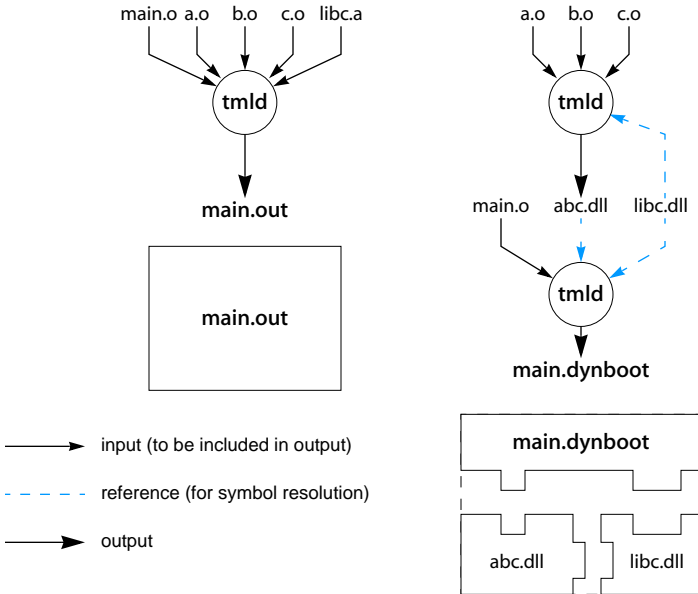 main.o a.o b.o c.o libc.a
tmld
main.out
main.out
input (to be included in output)
reference (for symbol resolution)
output
a.o b.o c.o
tmld
main.o abc.dll libc.dll
tmld
main.dynboot
main.dynboot
abc.dll libc.dll